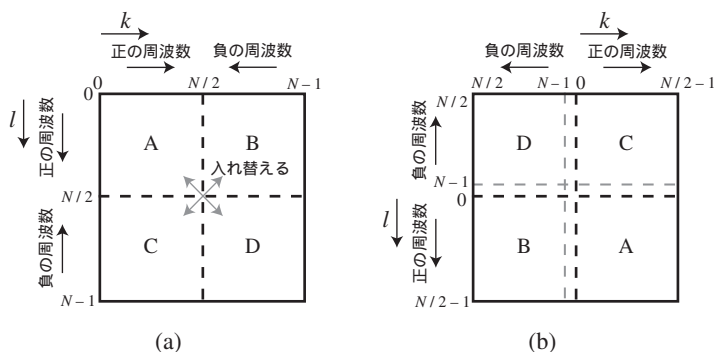 k
正の周波数 負の周波数
0 N/2 N−1
0
l
正の周波数
A B
入れ替える
N/2
負の周波数
C D
N−1
(a)
k
負の周波数 正の周波数
N/2 N−1 0 N/2−1
N/2
負の周波数
D C
N−1
0
l
正の周波数
B A
N/2−1
(b)